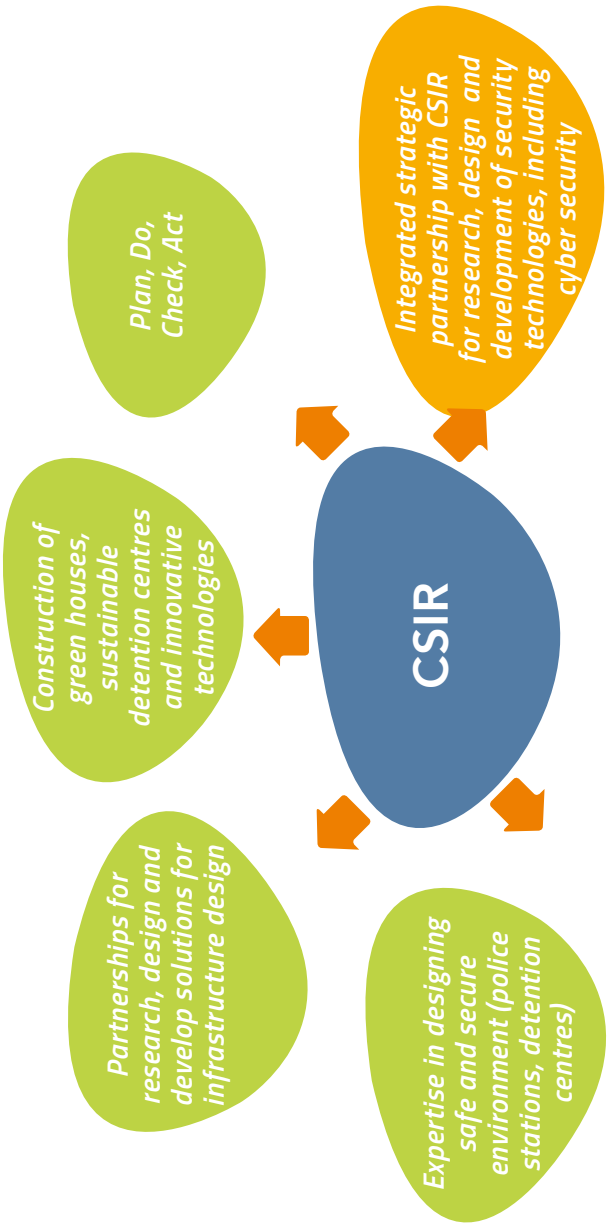 Expertise in designing
safe and secure
environment (police
stations, detention
centres)
Partnerships for
research, design and
develop solutions for
infrastructure design
Construction of
green houses,
sustainable
detention centres
and innovative
technologies
Plan, Do,
Check, Act
Integrated strategic
partnership with CSIR
for research, design and
development of security
technologies, including
cyber security
CSIR